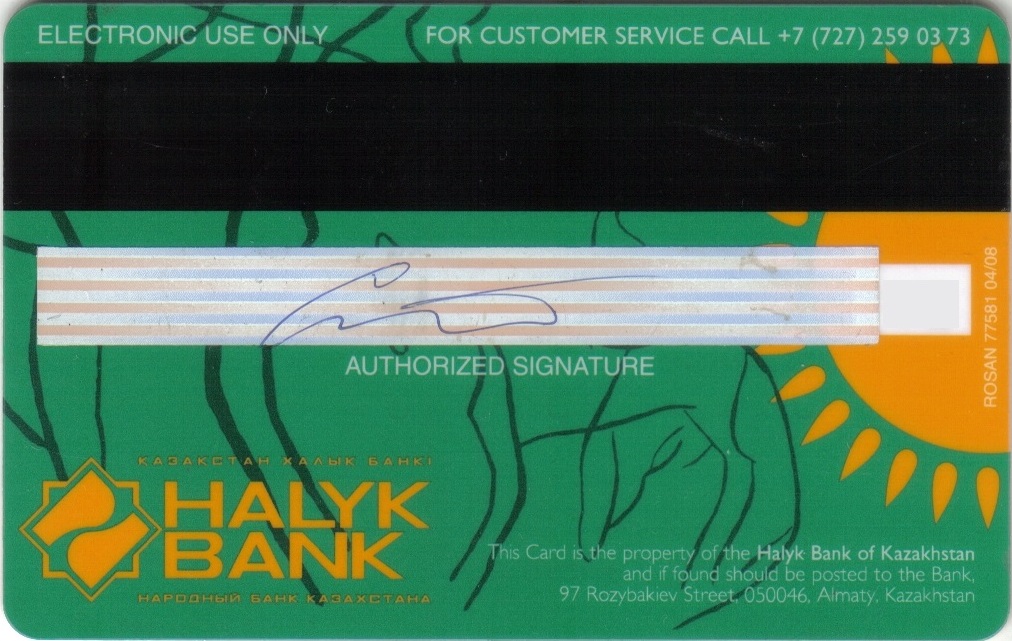 ELECTRONIC USE ONLY
FOR CUSTOMER SERVICE CALL +7 (727) 259 03 73
AUTHORIZED SIGNATURE
ROSAN 77581 04/08
ҚАЗАҚСТАН ХАЛЫҚ БАНКІ
HALYK
BANK
НАРОДНЫЙ БАНК КАЗАХСТАНА
This Card is the property of the Halyk Bank of Kazakhstan
and if found should be posted to the Bank,
97 Rozybakiev Street, 050046, Almaty, Kazakhstan